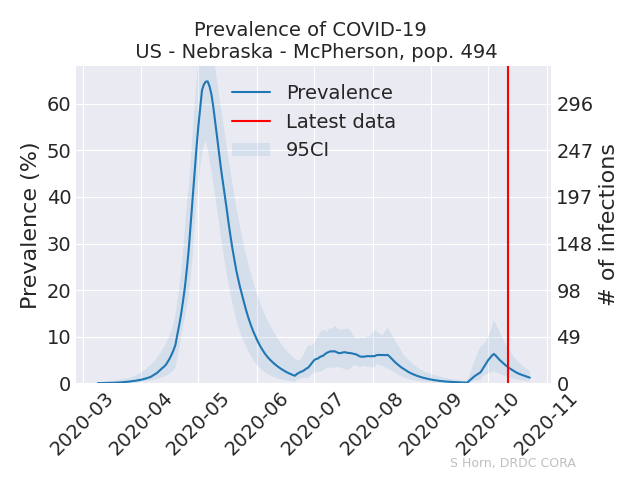 Prevalence of COVID-19
US - Nebraska - McPherson, pop. 494
Prevalence
Latest data
95CI
Prevalence (%)
60
50
40
30
20
10
0
# of infections
296
247
197
148
98
49
0
2020-03
2020-04
2020-05
2020-06
2020-07
2020-08
2020-09
2020-10
2020-11
S Horn, DRDC CORA